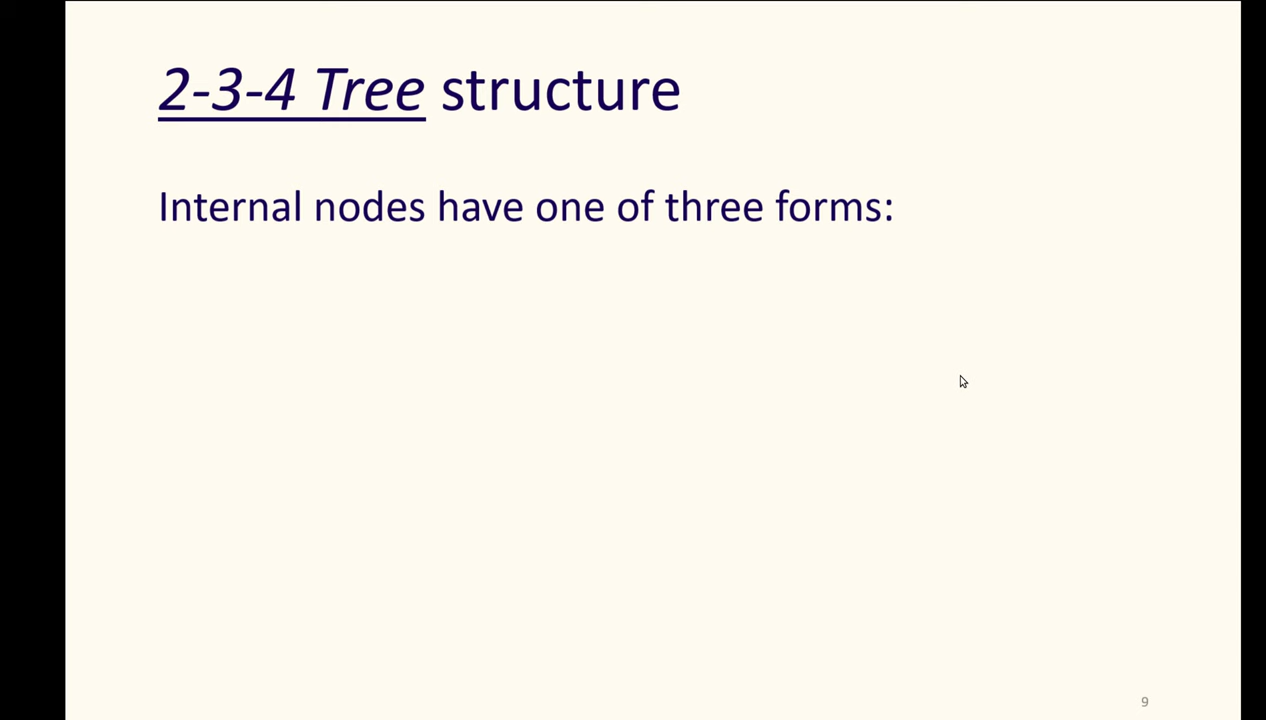 2-3-4 Tree structure
Internal nodes have one of three forms:
9